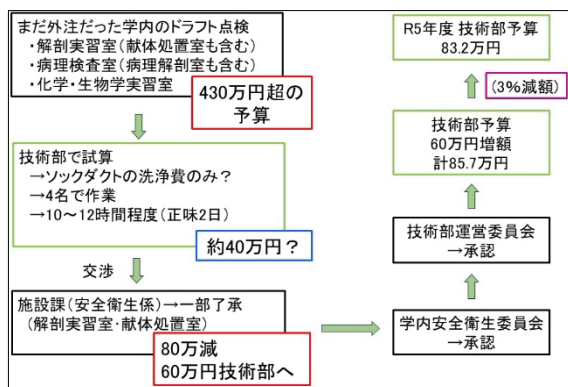 まだ外注だった学内のドラフト点検
・解剖実習室(献体処置室も含む)
・病理検査室(病理解剖室も含む)
・化学・生物学実習室
430万円超の
予算
技術部で試算
→ソックダクトの洗浄費のみ?
→4名で作業
→10~12時間程度(正味2日)
約40万円?
交渉
施設課(安全衛生係)→一部了承
(解剖実習室・献体処置室)
80万減
60万円技術部へ
学内安全衛生委員会
→承認
技術部運営委員会
→承認
技術部予算
60万円増額
計85.7万円
(3%減額)
R5年度 技術部予算
83.2万円